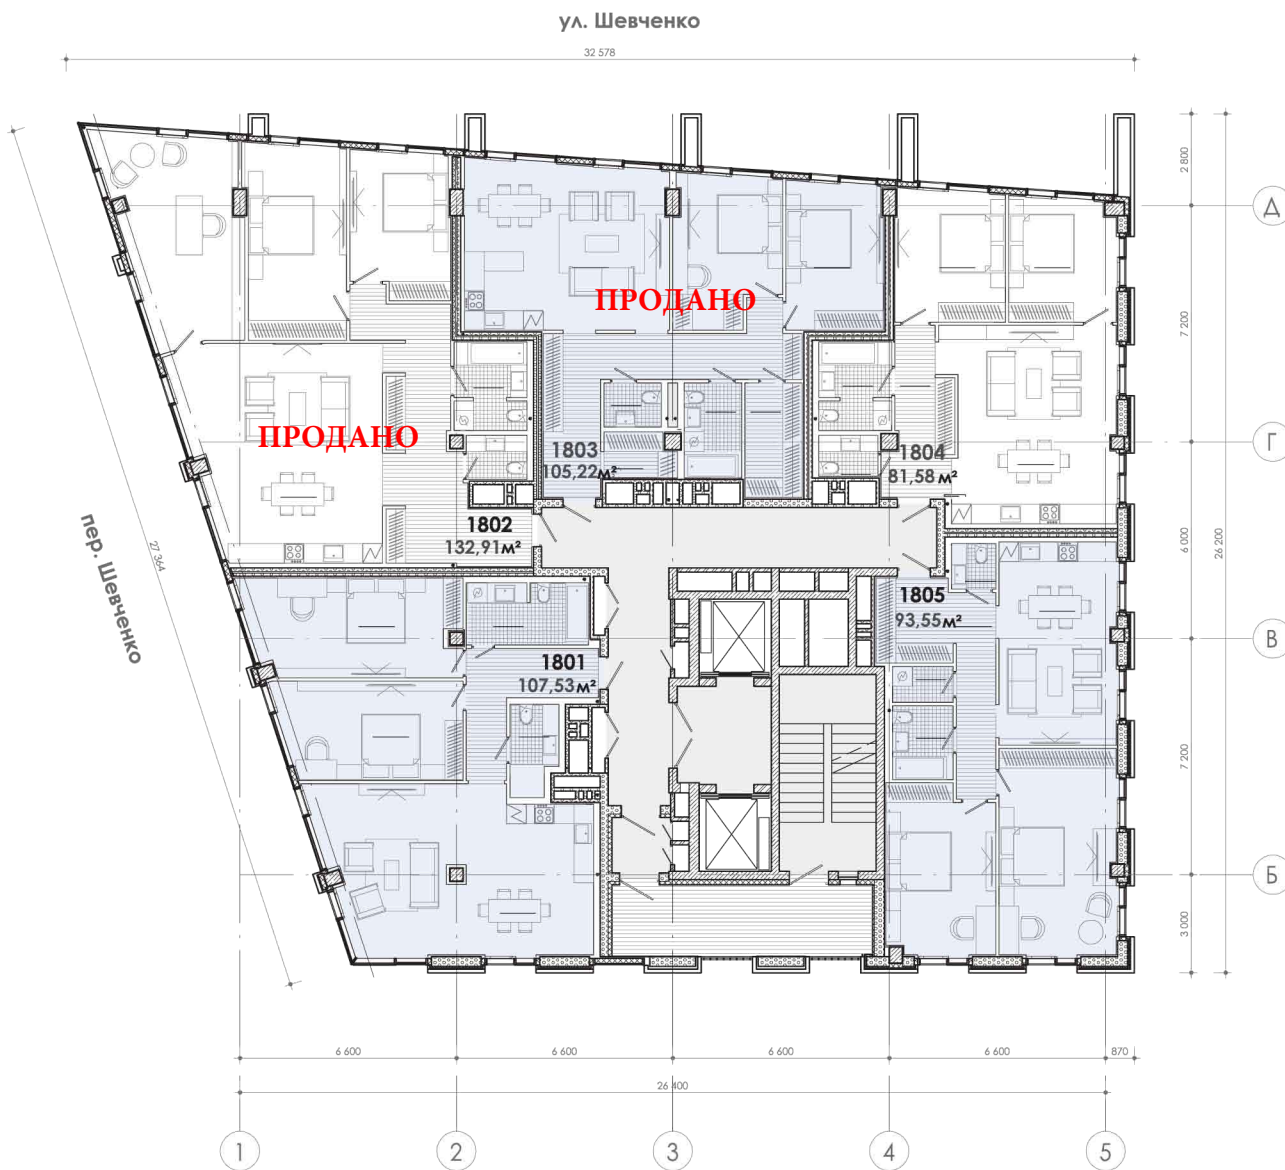 ул. Шевченко
32 578
2 800
Д
7 200
ПРОДАНО
ПРОДАНО
1803
105,22м²
1804
81,58 м²
Г
1802
132,91м²
6 000
26 200
пер. Шевченко
27 364
1805
93,55м²
В
1801
107,53м²
7 200
Б
3 000
6 600
6 600
6 600
6 600
870
26 400
1
2
3
4
5